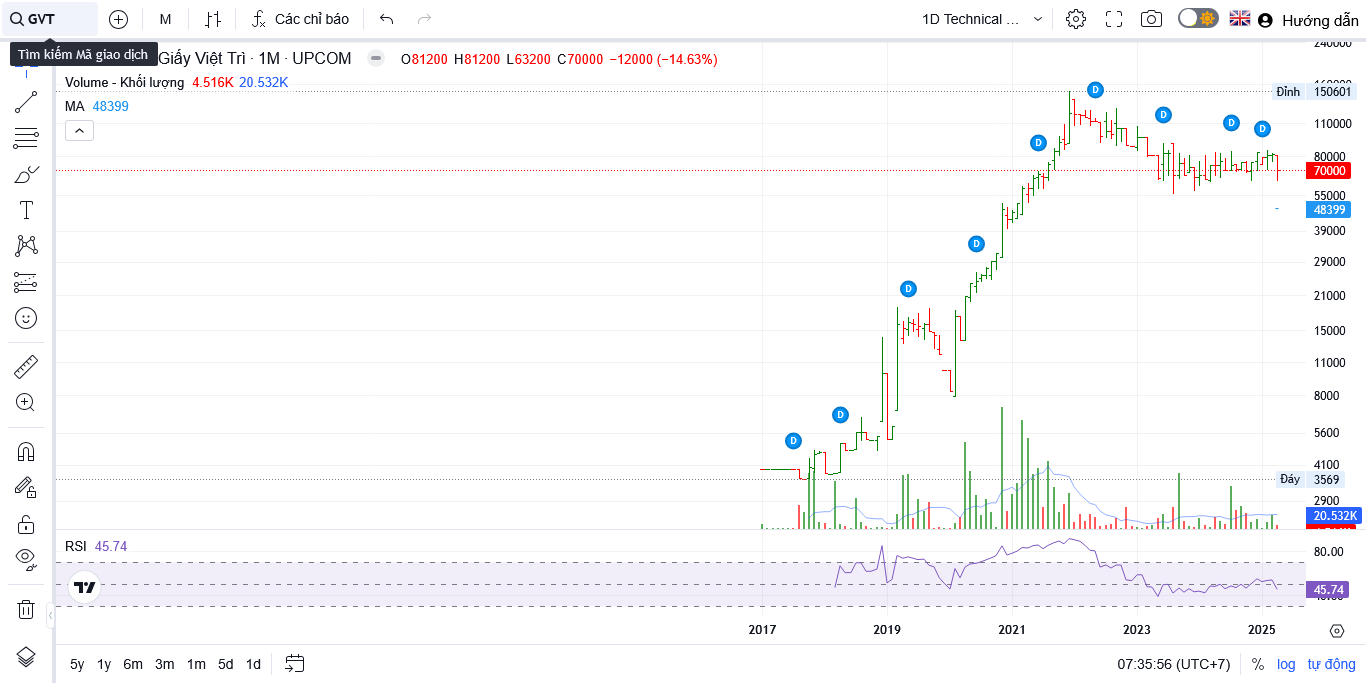 GVT
M
Các chỉ báo
1D Technical ...
Hướng dẫn
Tìm kiếm Mã giao dịch
Giấy Việt Trì · 1M · UPCOM
O81200 H81200 L63200 C70000 −12000 (−14.63%)
Volume - Khối lượng 4.516K 20.532K
MA 48399
240000
Đỉnh 150601
110000
80000
70000
55000
48399
39000
29000
21000
15000
11000
8000
5600
4100
Đáy 3569
2900
20.532K
D
D
D
D
D
D
D
D
D
RSI 45.74
80.00
45.74
2017 2019 2021 2023 2025
5y 1y 6m 3m 1m 5d 1d
07:35:56 (UTC+7) % log tự động